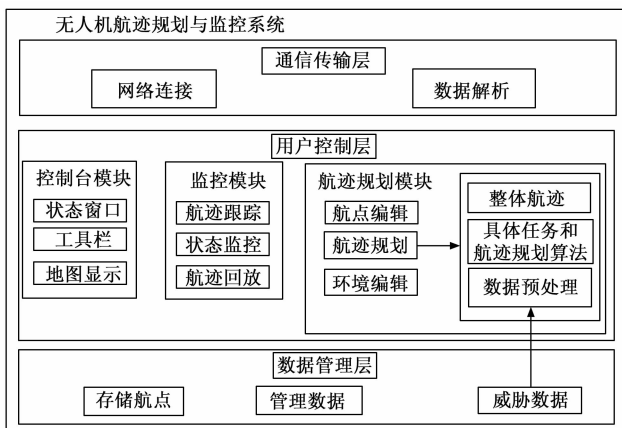 无人机航迹规划与监控系统
通信传输层
网络连接
数据解析
用户控制层
控制台模块
状态窗口
工具栏
地图显示
监控模块
航迹跟踪
状态监控
航迹回放
航迹规划模块
航点编辑
航迹规划
环境编辑
整体航迹
具体任务和
航迹规划算法
数据预处理
数据管理层
存储航点
管理数据
威胁数据